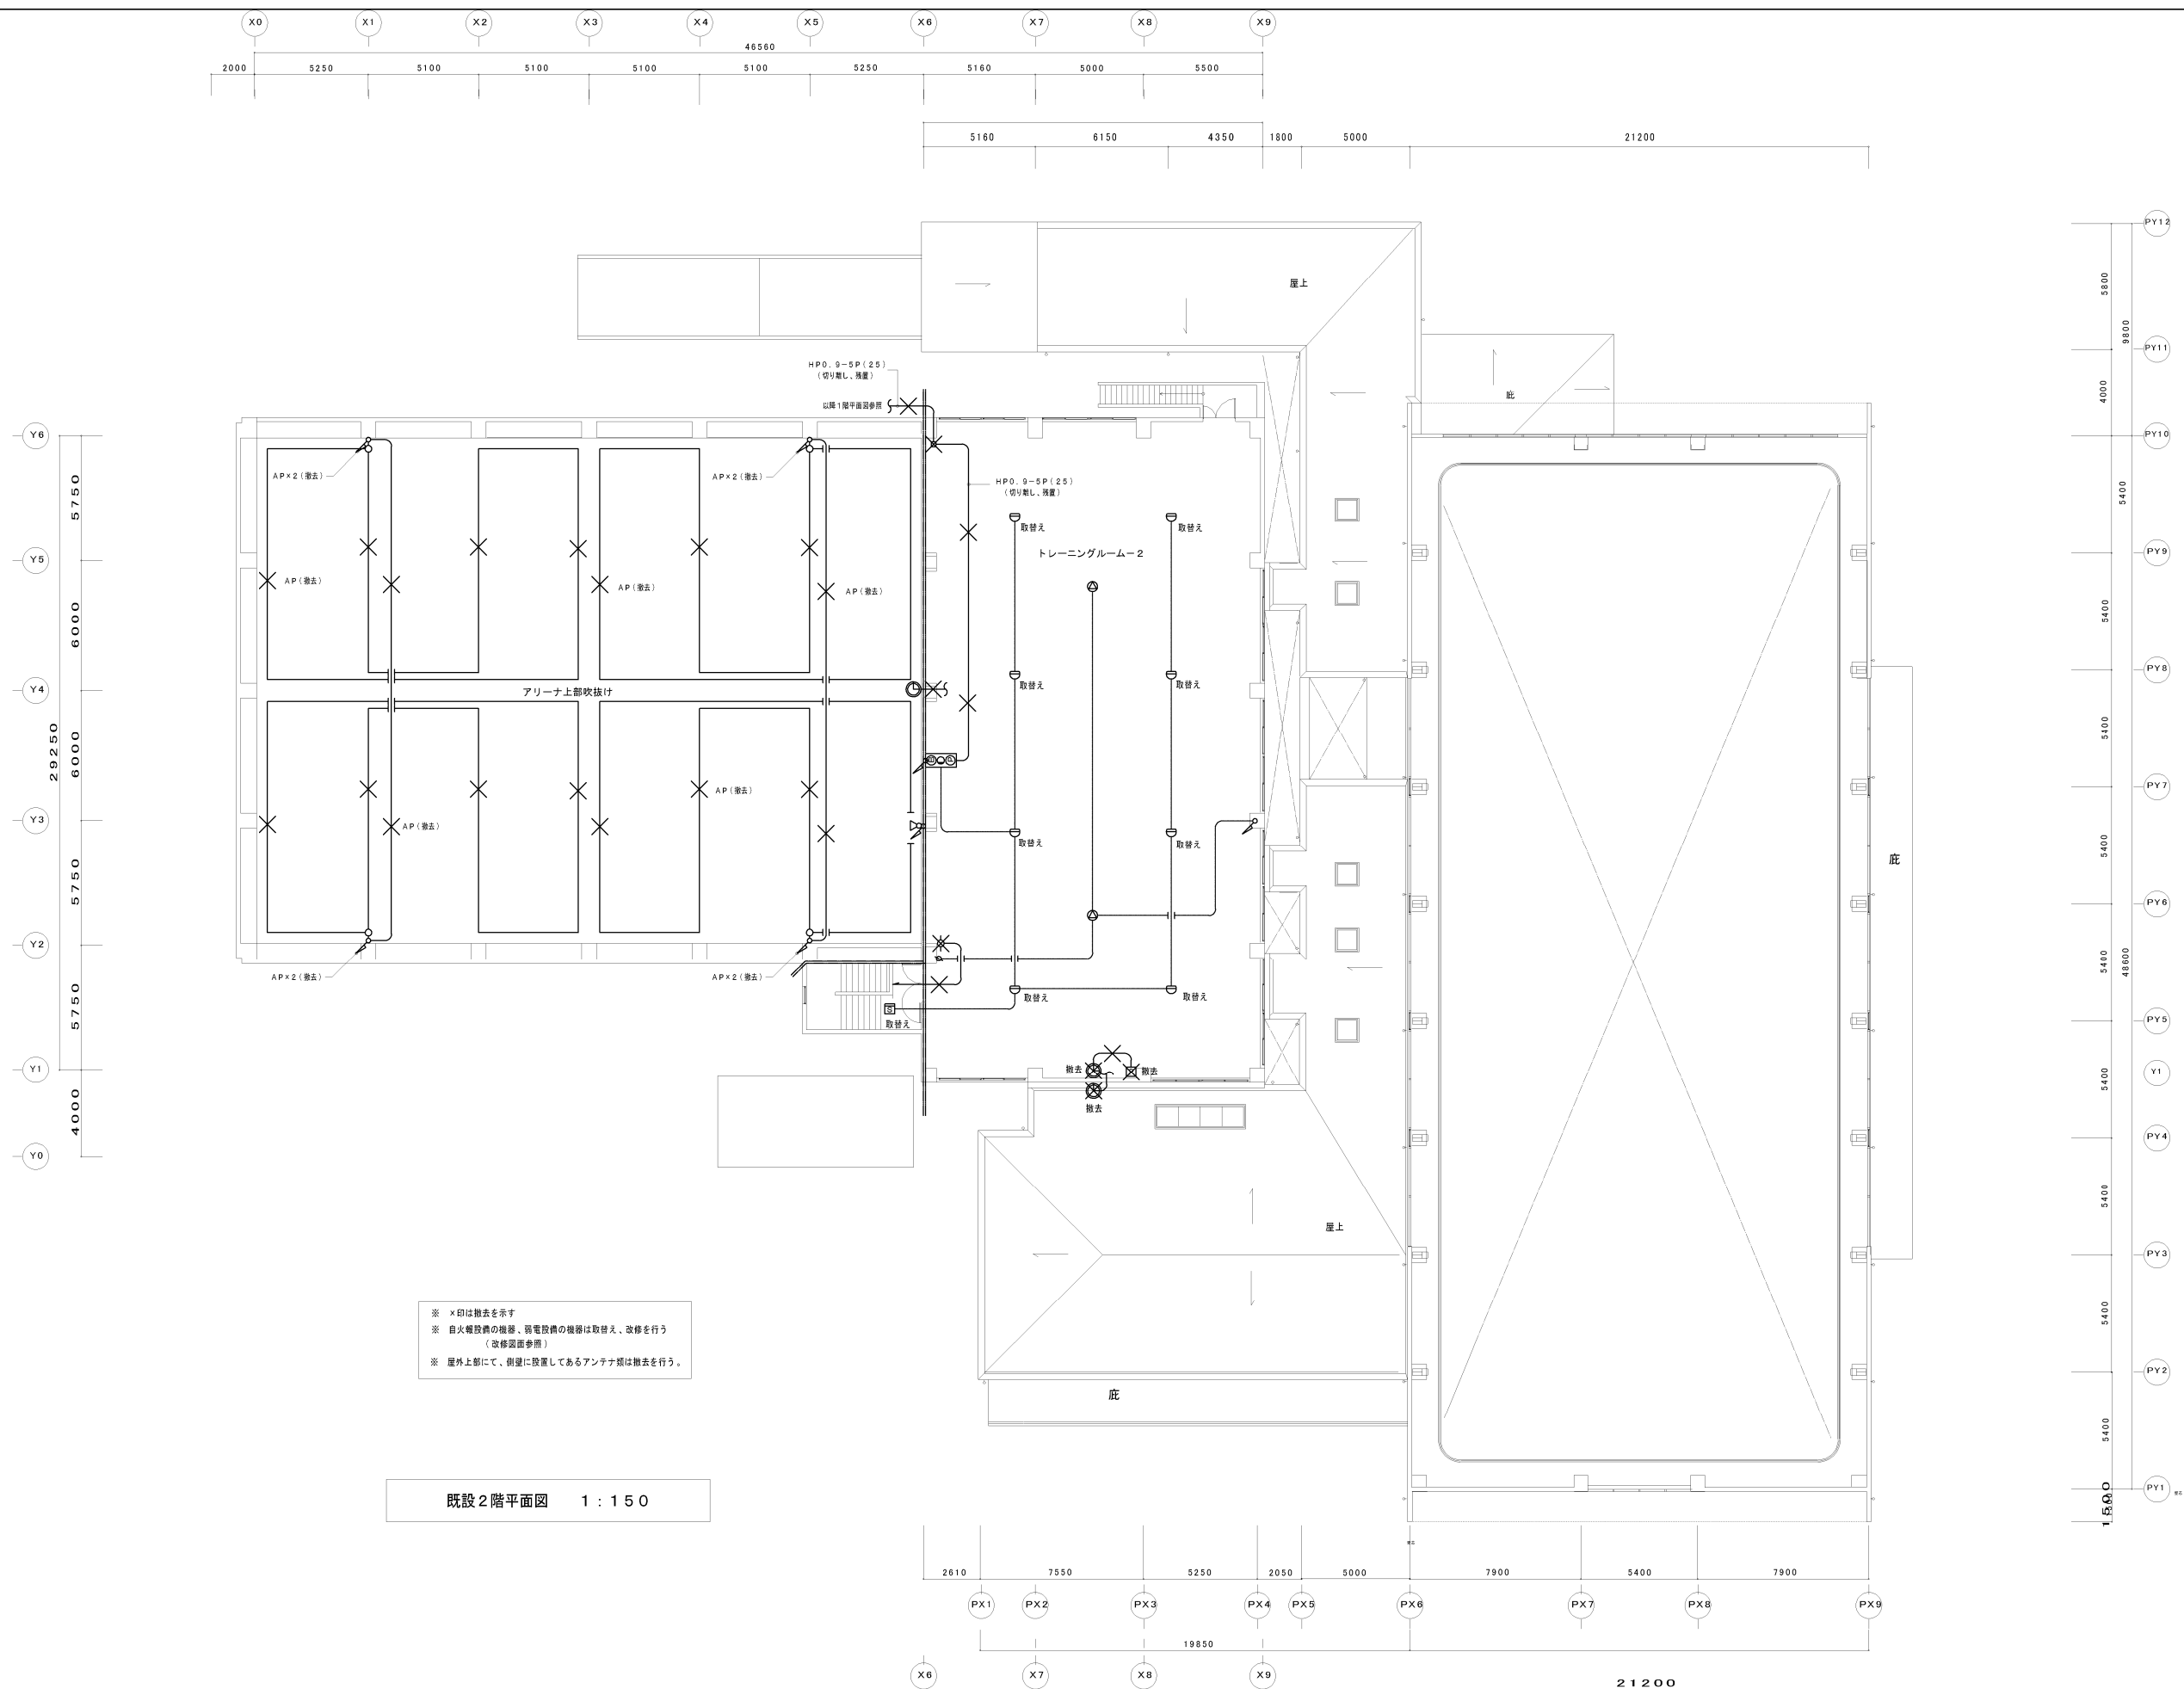 X0 X1 X2 X3 X4 X5 X6 X7 X8 X9
46560
2000 5250 5100 5100 5100 5100 5250 5160 5000 5500
5160 6150 4350 1800 5000 21200
PY12
屋上
5800
9800
PY11
HP0.9-5P(25)
(切り離し、残置)
以降1階平面図参照
庇
4000
Y6
PY10
AP×2(撤去)
AP×2(撤去)
HP0.9-5P(25)
(切り離し、残置)
5750
5400
取替え
取替え
トレーニングルーム-2
Y5
PY9
AP(撤去)
AP(撤去)
AP(撤去)
6000
5400
PY8
取替え
取替え
Y4
アリーナ上部吹抜け
29250
6000
5400
AP(撤去)
PY7
Y3
AP(撤去)
取替え
取替え
5400
庇
5750
PY6
Y2
AP×2(撤去)
AP×2(撤去)
5400
48600
取替え
取替え
5750
取替え
PY5
Y1
撤去
撤去
Y1
5400
撤去
4000
PY4
Y0
5400
屋上
PY3
※ ×印は撤去を示す
※ 自火報設備の機器、弱電設備の機器は取替え、改修を行う
(改修図面参照)
※ 屋外上部にて、側壁に設置してあるアンテナ類は撤去を行う。
5400
PY2
庇
5400
PY1
1500
既設2階平面図 1:150
2610 7550 5250 2050 5000 7900 5400 7900
PX1 PX2 PX3 PX4 PX5 PX6 PX7 PX8 PX9
19850
X6 X7 X8 X9
21200